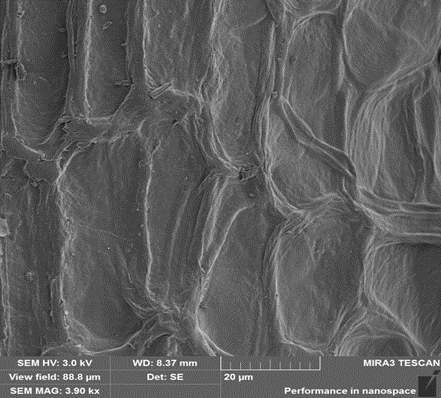 SEM HV: 3.0 kV WD: 8.37 mm MIRA3 TESCAN
View field: 88.8 µm Det: SE 20 µm
SEM MAG: 3.90 kx Performance in nanospace